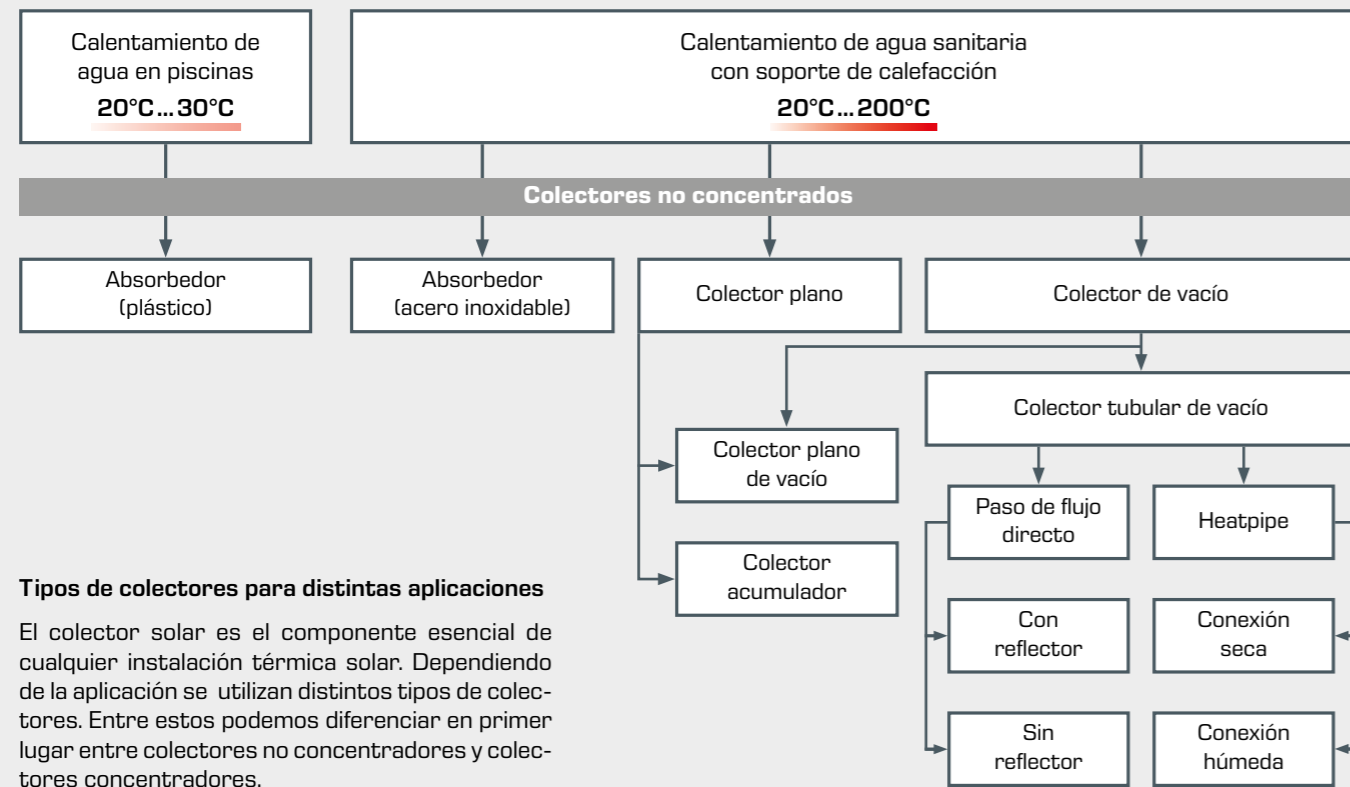 Calentamiento de
agua en piscinas
20°C...30°C
Calentamiento de agua sanitaria
con soporte de calefacción
20°C...200°C
Colectores no concentrados
Absorbedor
(plástico)
Absorbedor
(acero inoxidable)
Colector plano
Colector de vacío
Colector tubular de vacío
Colector plano
de vacío
Paso de flujo
directo
Heatpipe
Colector
acumulador
Con
reflector
Conexión
seca
Sin
reflector
Conexión
húmeda
Tipos de colectores para distintas aplicaciones
El colector solar es el componente esencial de
cualquier instalación térmica solar. Dependiendo
de la aplicación se utilizan distintos tipos de colec-
tores. Entre estos podemos diferenciar en primer
lugar entre colectores no concentradores y colec-
tores concentradores.